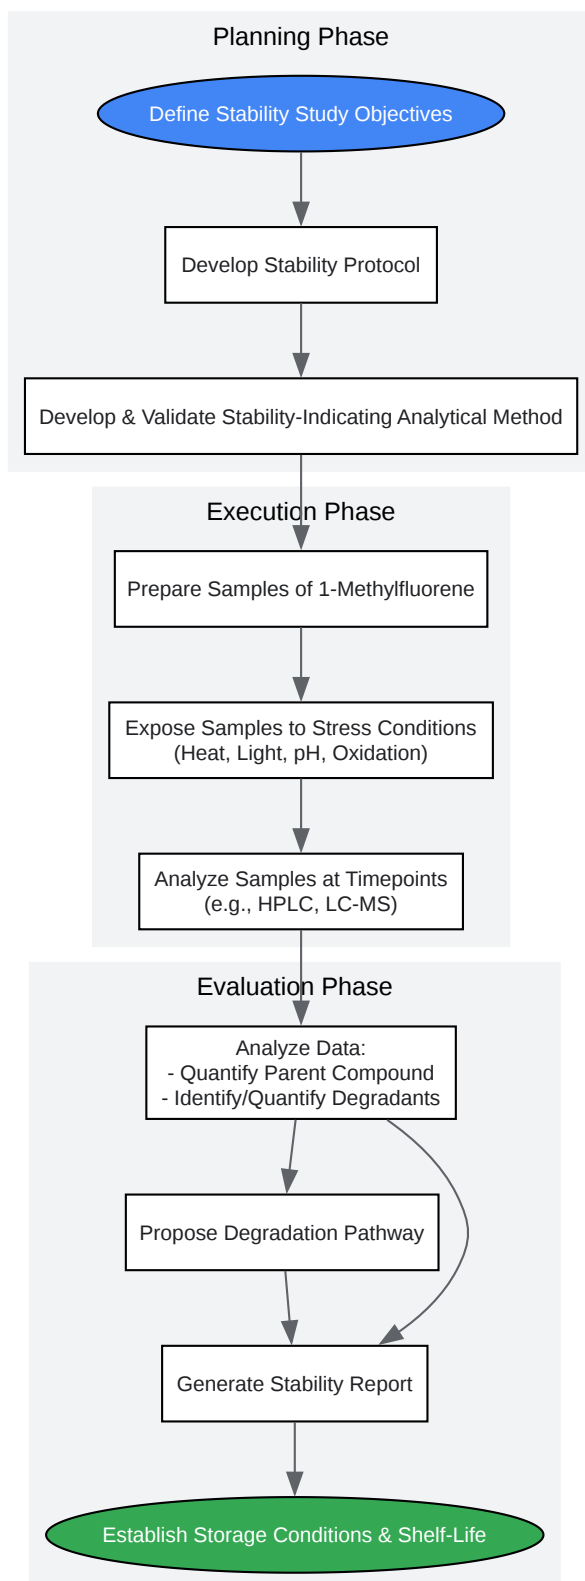 Planning Phase
Define Stability Study Objectives
Develop Stability Protocol
Develop & Validate Stability-Indicating Analytical Method
Execution Phase
Prepare Samples of 1-Methylfluorene
Expose Samples to Stress Conditions
(Heat, Light, pH, Oxidation)
Analyze Samples at Timepoints
(e.g., HPLC, LC-MS)
Evaluation Phase
Analyze Data:
- Quantify Parent Compound
- Identify/Quantify Degradants
Propose Degradation Pathway
Generate Stability Report
Establish Storage Conditions & Shelf-Life